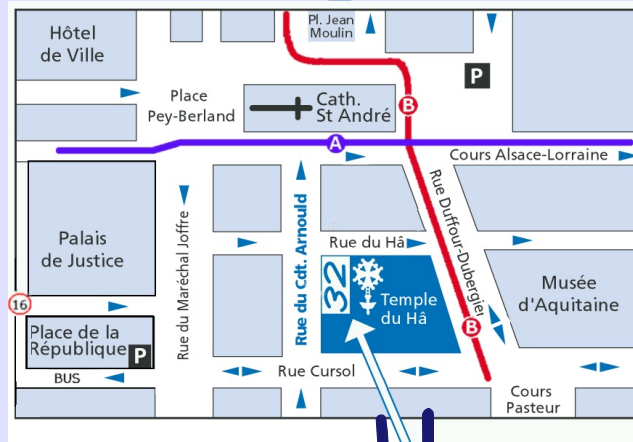 Hôtel
de Ville
Pl. Jean
Moulin
P
Place
Pey-Berland
Cath.
St André
B
A
Cours Alsace-Lorraine
Palais
de Justice
Rue du Maréchal Joffre
Rue du Cdt. Arnould
Rue du Hâ
Rue Duffour-Dubergier
32
Temple
du Hâ
Musée
d'Aquitaine
16
B
Place de la
République
P
BUS
Rue Cursol
Cours
Pasteur